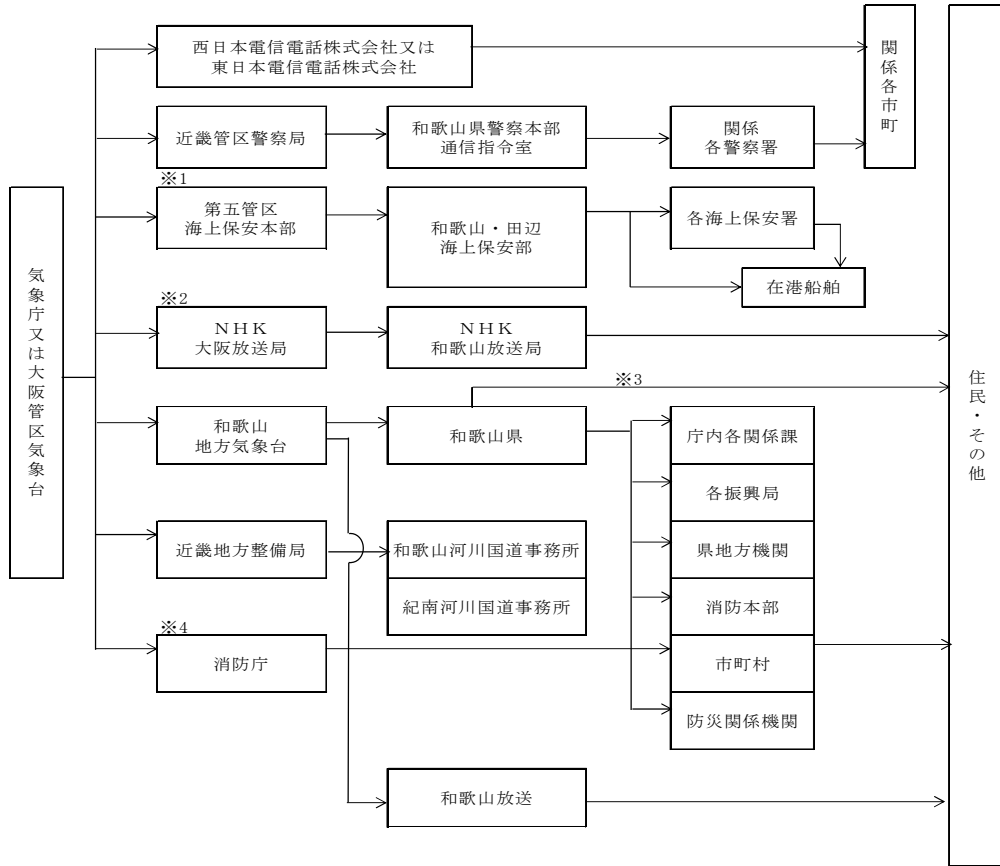 西日本電信電話株式会社又は
東日本電信電話株式会社
関係各市町
近畿管区警察局
和歌山県警察本部
通信指令室
関係
各警察署
※1
第五管区
海上保安本部
和歌山・田辺
海上保安部
各海上保安署
在港船舶
気象庁又は大阪管区気象台
※2
NHK
大阪放送局
NHK
和歌山放送局
※3
住民・その他
和歌山
地方気象台
和歌山県
庁内各関係課
各振興局
近畿地方整備局
和歌山河川国道事務所
県地方機関
紀南河川国道事務所
消防本部
※4
消防庁
市町村
防災関係機関
和歌山放送